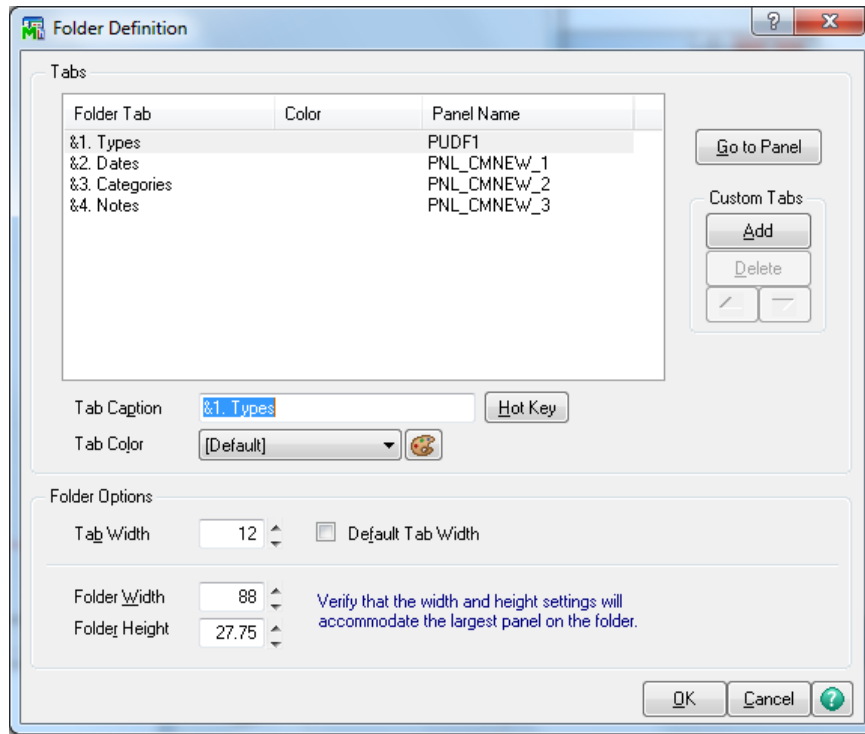 Folder Definition
Tabs
Folder Tab Color Panel Name
&1. Types PUDF1
&2. Dates PNL_CMNEW_1
&3. Categories PNL_CMNEW_2
&4. Notes PNL_CMNEW_3
Go to Panel
Custom Tabs
Add
Delete
Tab Caption &1. Types Hot Key
Tab Color [Default]
Folder Options
Tab Width 12 Default Tab Width
Folder Width 88
Folder Height 27.75
Verify that the width and height settings will
accommodate the largest panel on the folder.
OK Cancel ?